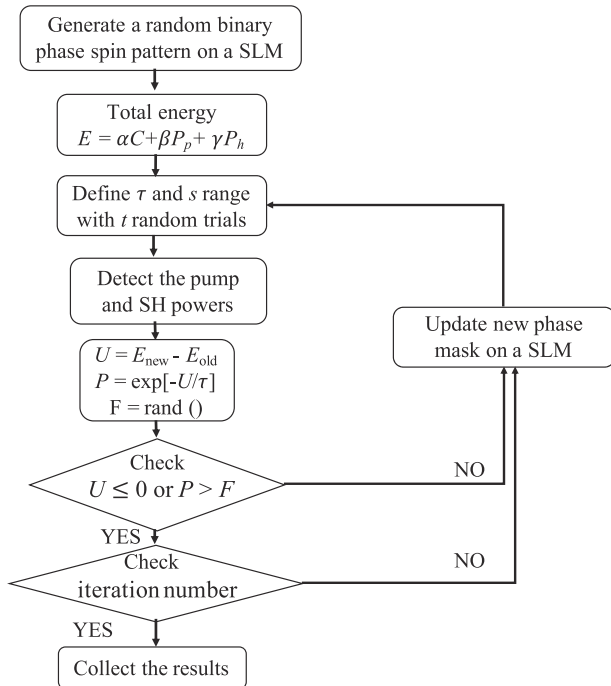 Generate a random binary
phase spin pattern on a SLM
Total energy
E = αC+βPₚ+ γPₕ
Define τ and s range
with t random trials
Detect the pump
and SH powers
Update new phase
mask on a SLM
U = E_new - E_old
P = exp[-U/τ]
F = rand ()
Check
U ≤ 0 or P > F
NO
YES
Check
iteration number
NO
YES
Collect the results